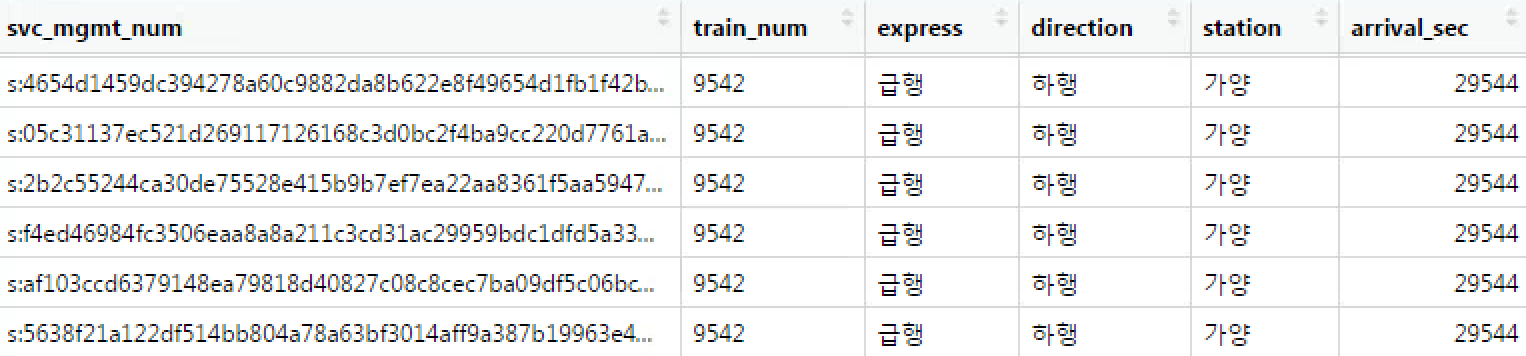 svc_mgmt_num train_num express direction station arrival_sec
s:4654d1459dc394278a60c9882da8b622e8f49654d1fb1f42b... 9542 급행 하행 가양 29544
s:05c31137ec521d269117126168c3d0bc2f4ba9cc220d7761a... 9542 급행 하행 가양 29544
s:2b2c55244ca30de75528e415b9b7ef7ea22aa8361f5aa5947... 9542 급행 하행 가양 29544
s:f4ed46984fc3506eaa8a8a211c3cd31ac29959bdc1dfd5a33... 9542 급행 하행 가양 29544
s:af103ccd6379148ea79818d40827c08c8cec7ba09df5c06bc... 9542 급행 하행 가양 29544
s:5638f21a122df514bb804a78a63bf3014aff9a387b19963e4... 9542 급행 하행 가양 29544